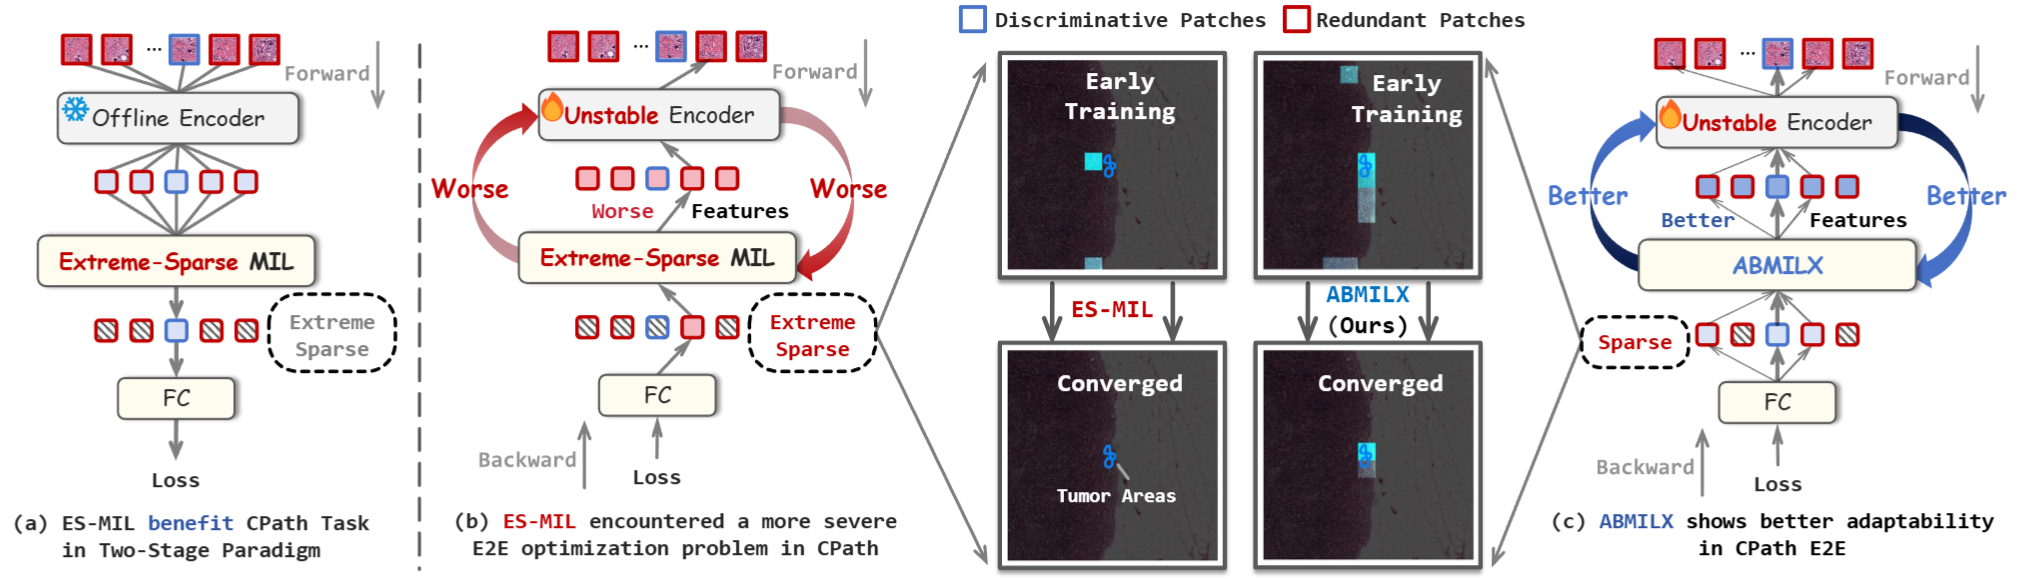 Discriminative Patches
Redundant Patches
...
Forward
Offline Encoder
Extreme-Sparse MIL
Extreme
Sparse
FC
Loss
(a) ES-MIL benefit CPath Task
in Two-Stage Paradigm
...
Forward
Unstable Encoder
Worse
Worse
Worse Features
Extreme-Sparse MIL
Extreme
Sparse
FC
Backward
Loss
(b) ES-MIL encountered a more severe
E2E optimization problem in CPath
Early
Training
ES-MIL
Converged
Tumor Areas
Early
Training
ABMILX
(Ours)
Converged
...
Forward
Unstable Encoder
Better
Better
Better Features
ABMILX
Sparse
FC
Backward
Loss
(c) ABMILX shows better adaptability
in CPath E2E